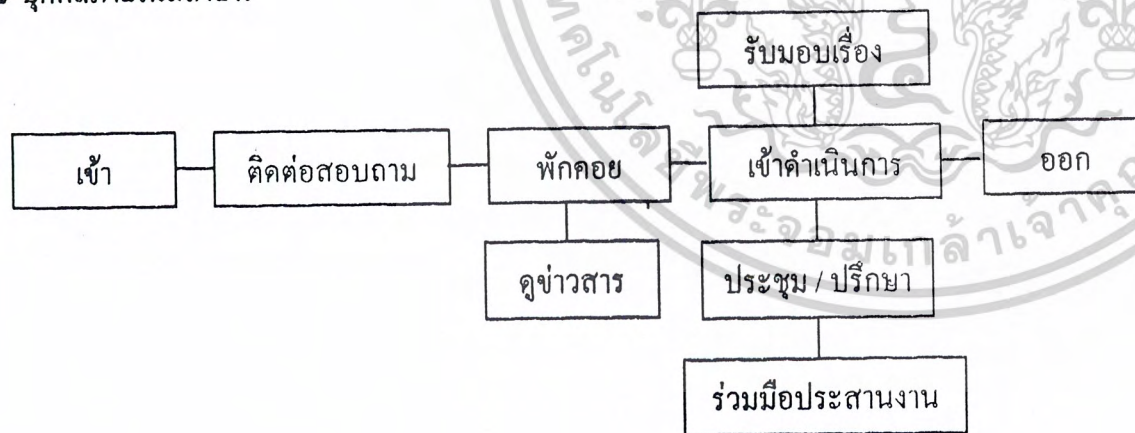 รับมอบเรื่อง
เข้า
ติดต่อสอบถาม
พักคอย
เข้าดำเนินการ
ออก
ดูข่าวสาร
ประชุม / ปรึกษา
ร่วมมือประสานงาน